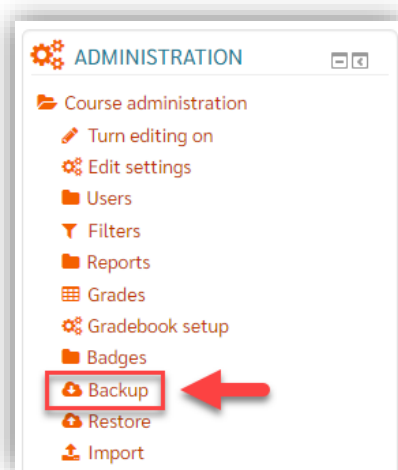 ADMINISTRATION
Course administration
Turn editing on
Edit settings
Users
Filters
Reports
Grades
Gradebook setup
Badges
Backup
Restore
Import